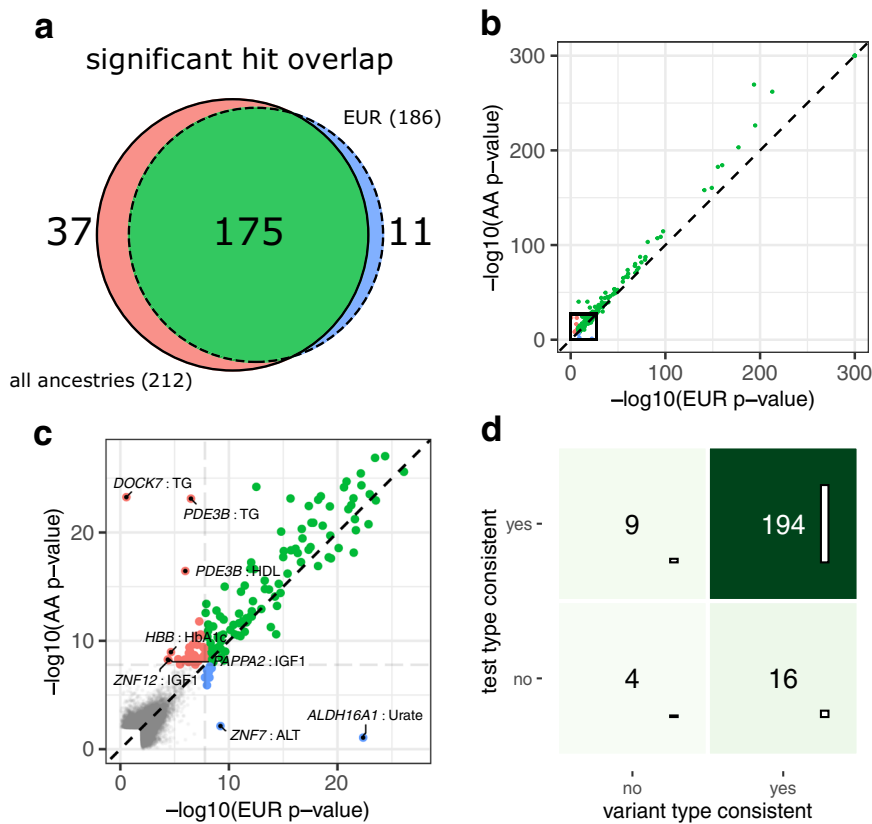 a
significant hit overlap
EUR (186)
37
175
11
all ancestries (212)
b
300
200
100
0
−log10(AA p−value)
0
100
200
300
−log10(EUR p−value)
c
20
10
0
−log10(AA p−value)
DOCK7 : TG
PDE3B : TG
PDE3B : HDL
HBB : HbA1c
PAPPA2 : IGF1
ZNF12 : IGF1
ALDH16A1 : Urate
ZNF7 : ALT
0
10
20
−log10(EUR p−value)
d
test type consistent
yes
9
194
no
4
16
no
yes
variant type consistent